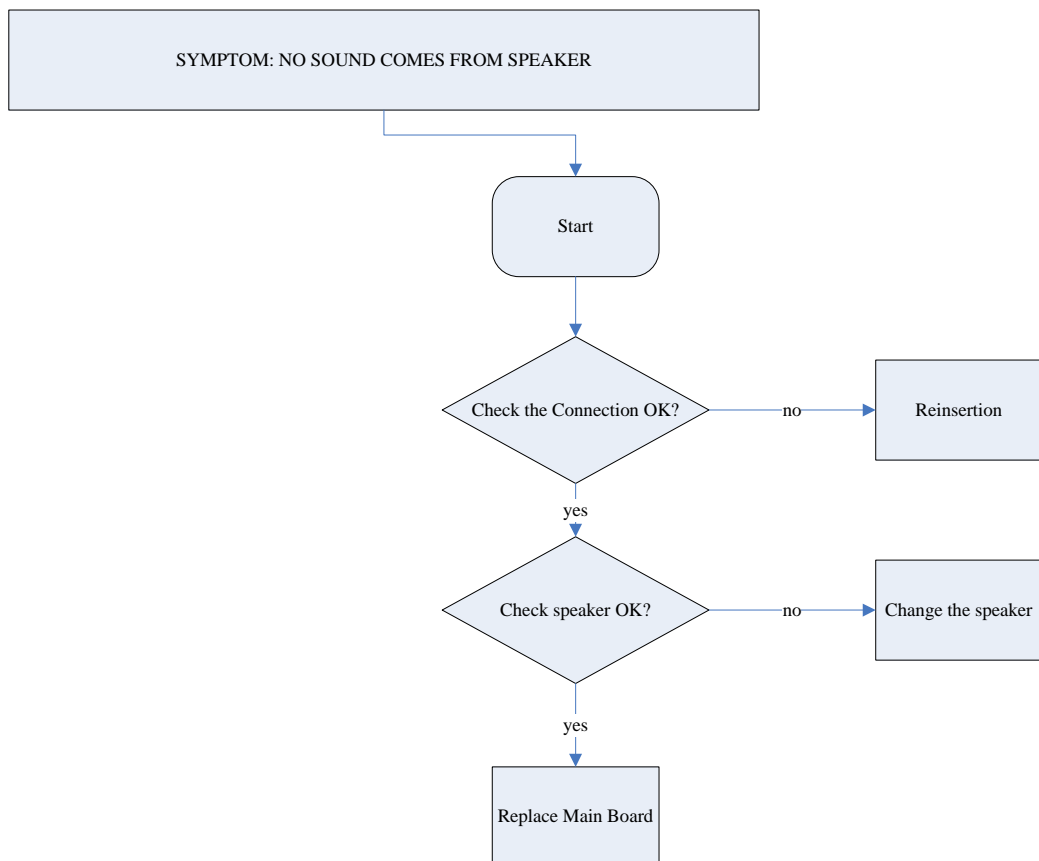 SYMPTOM: NO SOUND COMES FROM SPEAKER
Start
Check the Connection OK?
no
Reinsertion
yes
Check speaker OK?
no
Change the speaker
yes
Replace Main Board